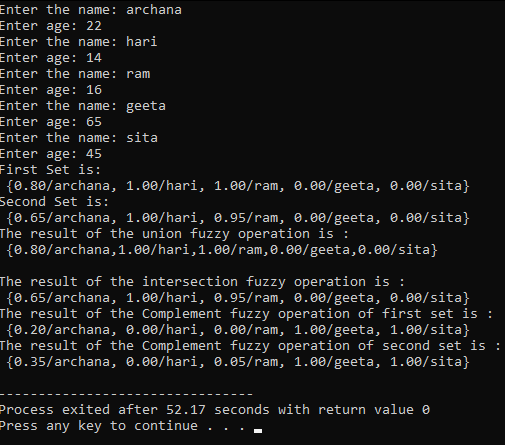 Enter the name: archana
Enter age: 22
Enter the name: hari
Enter age: 14
Enter the name: ram
Enter age: 16
Enter the name: geeta
Enter age: 65
Enter the name: sita
Enter age: 45
First Set is:
{0.80/archana, 1.00/hari, 1.00/ram, 0.00/geeta, 0.00/sita}
Second Set is:
{0.65/archana, 1.00/hari, 0.95/ram, 0.00/geeta, 0.00/sita}
The result of the union fuzzy operation is :
{0.80/archana,1.00/hari,1.00/ram,0.00/geeta,0.00/sita}
The result of the intersection fuzzy operation is :
{0.65/archana, 1.00/hari, 0.95/ram, 0.00/geeta, 0.00/sita}
The result of the Complement fuzzy operation of first set is :
{0.20/archana, 0.00/hari, 0.00/ram, 1.00/geeta, 1.00/sita}
The result of the Complement fuzzy operation of second set is :
{0.35/archana, 0.00/hari, 0.05/ram, 1.00/geeta, 1.00/sita}
--------------------------------
Process exited after 52.17 seconds with return value 0
Press any key to continue . . .